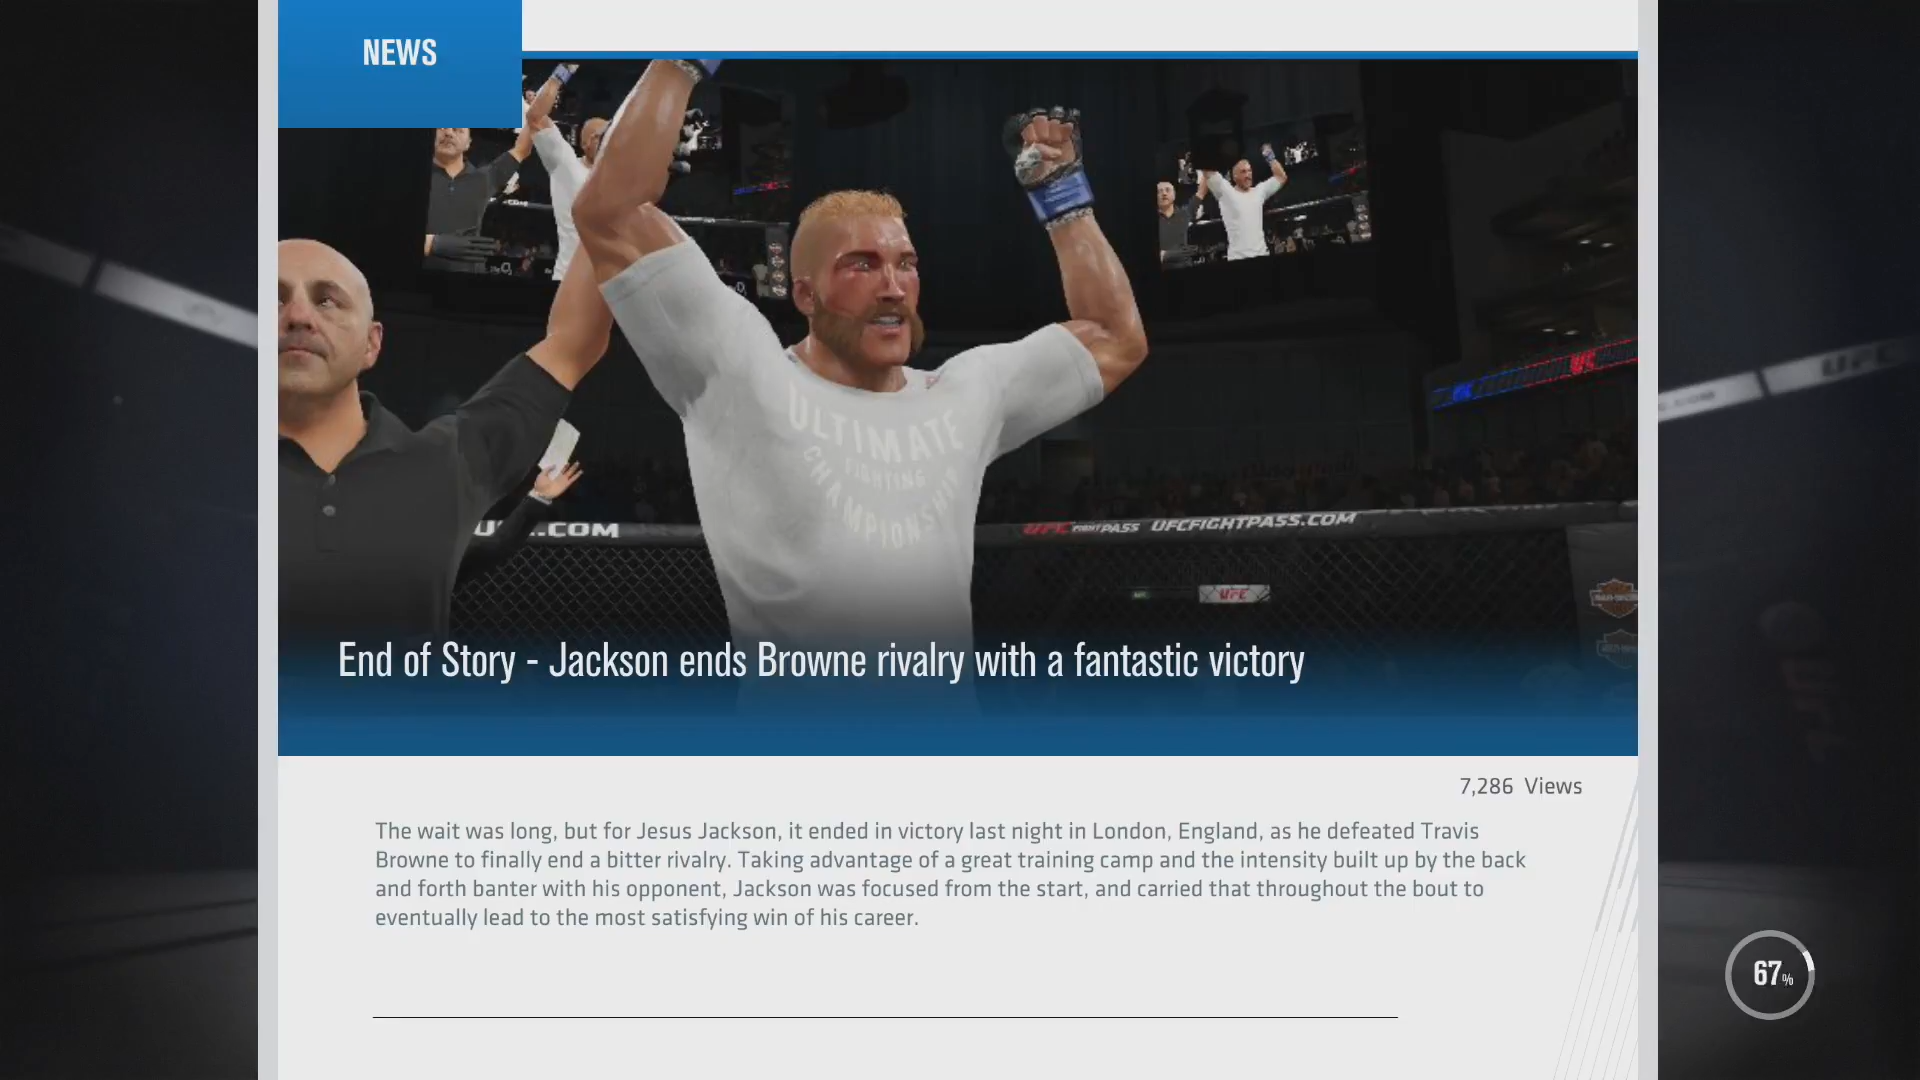 NEWS
ULTIMATE
FIGHTING
CHAMPIONSHIP
.COM
UFC FIGHT PASS UFCFIGHTPASS.COM
UFC
End of Story - Jackson ends Browne rivalry with a fantastic victory
7,286 Views
The wait was long, but for Jesus Jackson, it ended in victory last night in London, England, as he defeated Travis
Browne to finally end a bitter rivalry. Taking advantage of a great training camp and the intensity built up by the back
and forth banter with his opponent, Jackson was focused from the start, and carried that throughout the bout to
eventually lead to the most satisfying win of his career.
67%